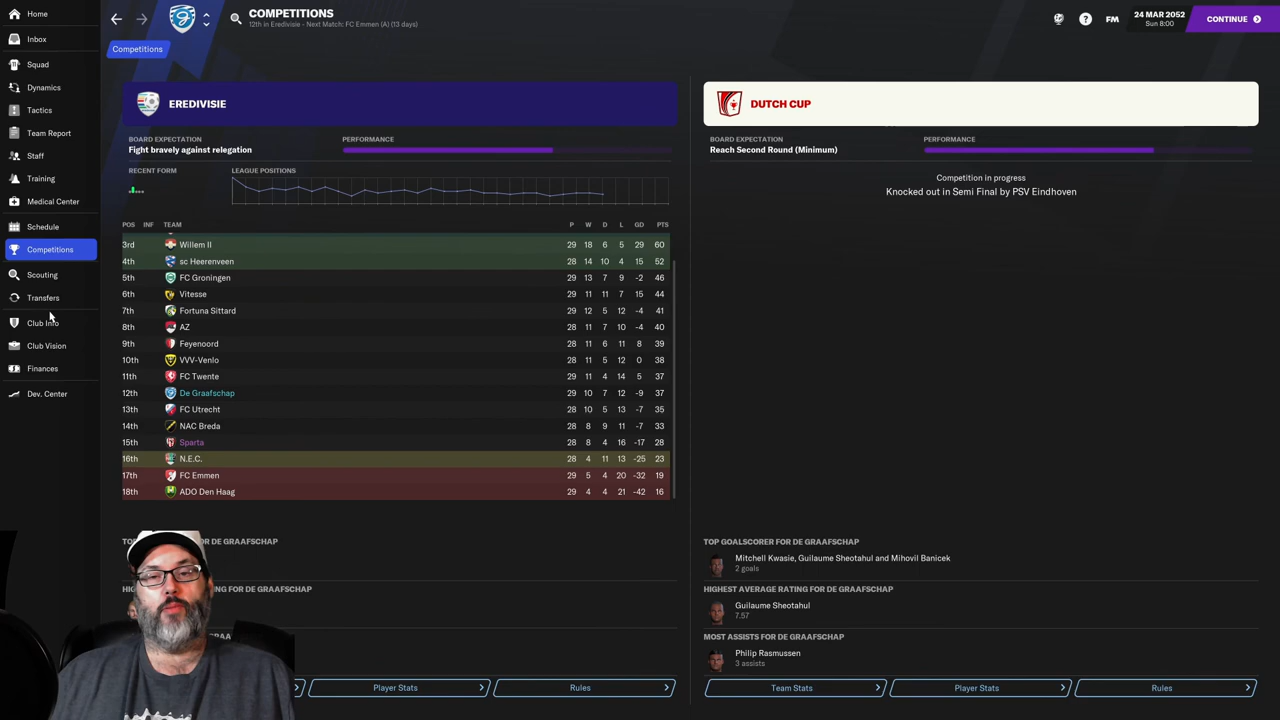 Home
Inbox
Squad
Dynamics
Tactics
Team Report
Staff
Training
Medical Center
Schedule
Competitions
Scouting
Transfers
Club Info
Club Vision
Finances
Dev. Center
COMPETITIONS
12th in Eredivisie - Next Match: FC Emmen (A) (13 days)
FM
24 MAR 2052
Sun 8:00
CONTINUE
Competitions
EREDIVISIE
BOARD EXPECTATION
Fight bravely against relegation
PERFORMANCE
RECENT FORM
LEAGUE POSITIONS
POS INF TEAM P W D L GD PTS
3rd Willem II 29 18 6 5 29 60
4th sc Heerenveen 28 14 10 4 15 52
5th FC Groningen 29 13 7 9 -2 46
6th Vitesse 29 11 11 7 15 44
7th Fortuna Sittard 29 12 5 12 -4 41
8th AZ 28 11 7 10 -4 40
9th Feyenoord 28 11 6 11 8 39
10th VVV-Venlo 28 11 5 12 0 38
11th FC Twente 29 11 4 14 5 37
12th De Graafschap 29 10 7 12 -9 37
13th FC Utrecht 28 10 5 13 -7 35
14th NAC Breda 28 8 9 11 -7 33
15th Sparta 28 8 4 16 -17 28
16th N.E.C. 28 4 11 13 -25 23
17th FC Emmen 29 5 4 20 -32 19
18th ADO Den Haag 29 4 4 21 -42 16
DE GRAAFSCHAP
RATING FOR DE GRAAFSCHAP
Player Stats
Rules
DUTCH CUP
BOARD EXPECTATION
Reach Second Round (Minimum)
PERFORMANCE
Competition in progress
Knocked out in Semi Final by PSV Eindhoven
TOP GOALSCORER FOR DE GRAAFSCHAP
Mitchell Kwasie, Guilaume Sheotahul and Mihovil Banicek
2 goals
HIGHEST AVERAGE RATING FOR DE GRAAFSCHAP
Guilaume Sheotahul
7.57
MOST ASSISTS FOR DE GRAAFSCHAP
Philip Rasmussen
3 assists
Team Stats
Player Stats
Rules